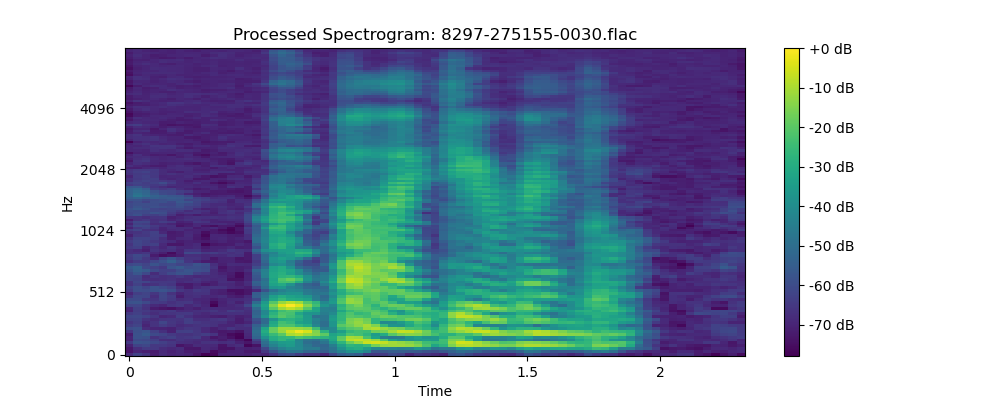 Processed Spectrogram: 8297-275155-0030.flac
Hz
4096
2048
1024
512
0
0 0.5 1 1.5 2
Time
+0 dB
-10 dB
-20 dB
-30 dB
-40 dB
-50 dB
-60 dB
-70 dB